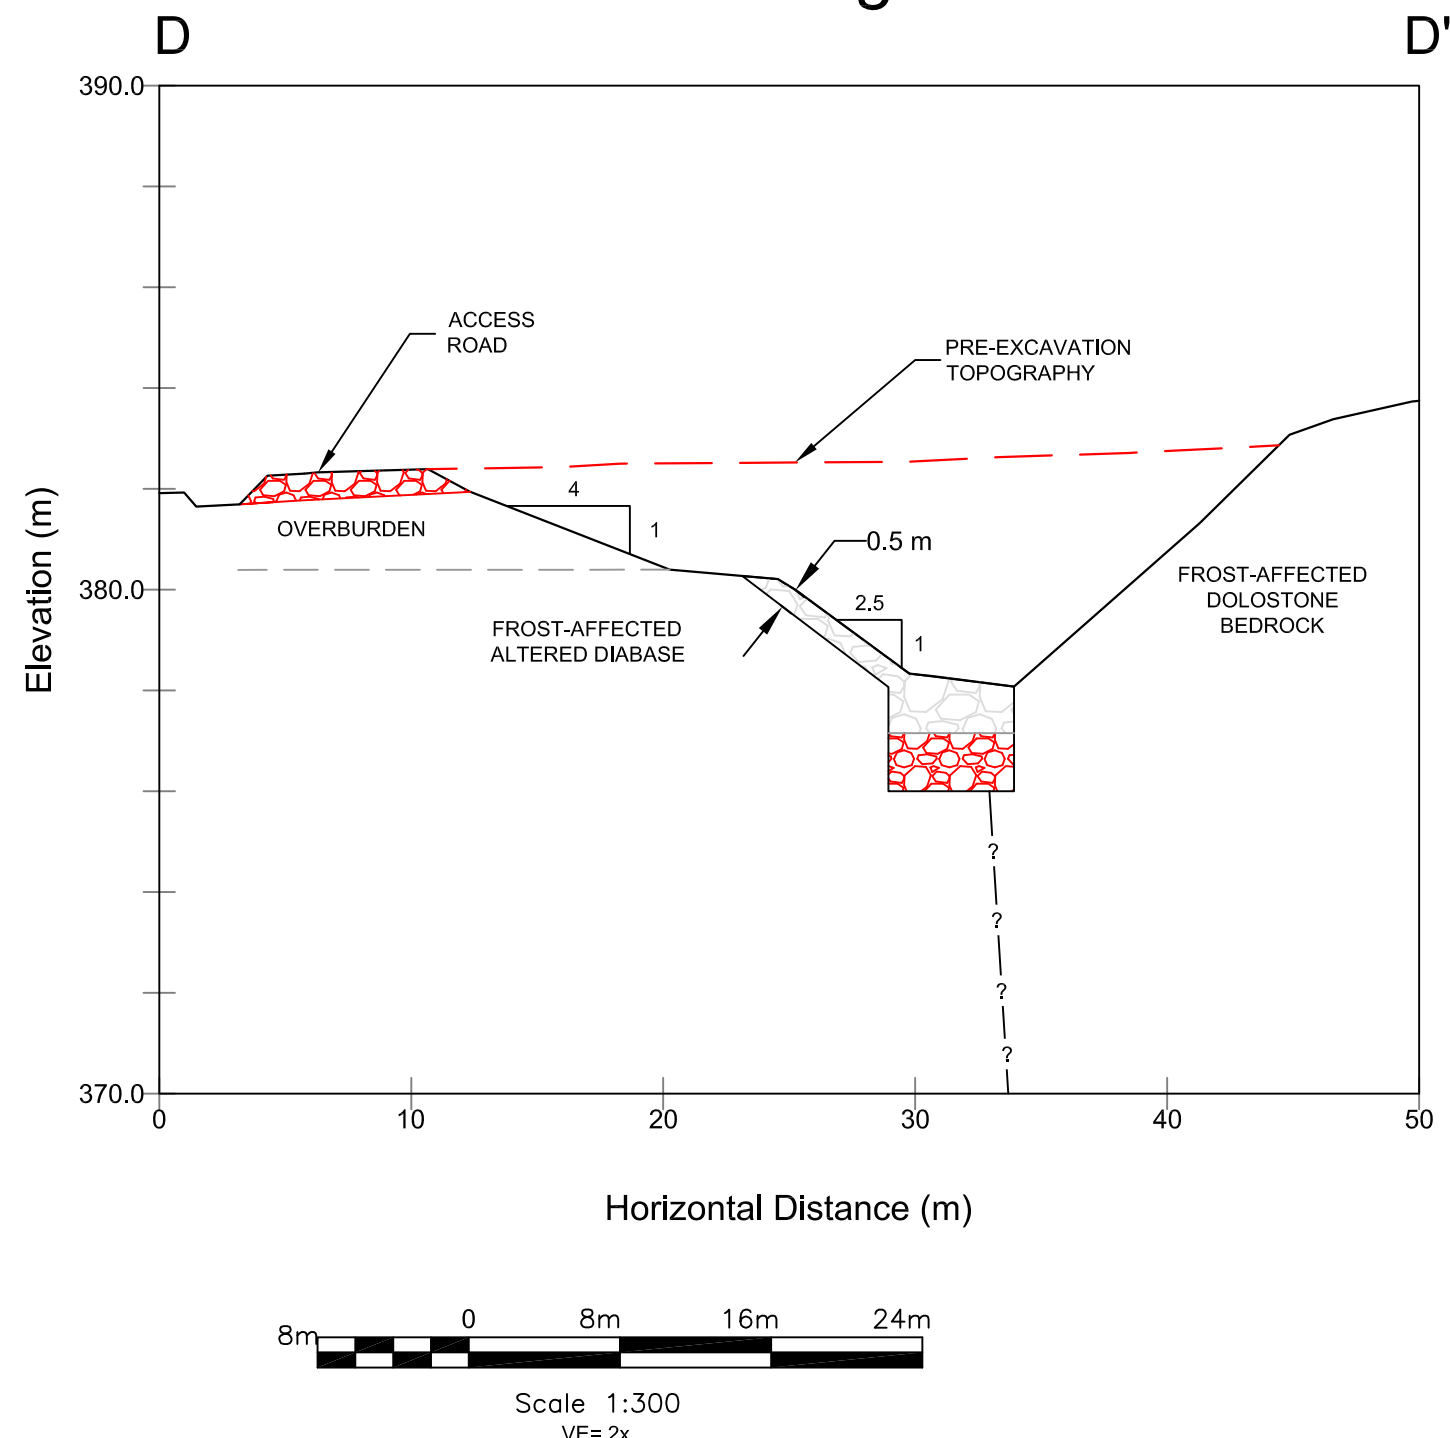 D
D'
390.0
ACCESS
ROAD
PRE-EXCAVATION
TOPOGRAPHY
4
1
OVERBURDEN
0.5 m
380.0
FROST-AFFECTED
DOLOSTONE
BEDROCK
2.5
1
FROST-AFFECTED
ALTERED DIABASE
Elevation (m)
?
?
?
?
370.0
0
10
20
30
40
50
Horizontal Distance (m)
8m
0
8m
16m
24m
Scale 1:300
VE= 2x